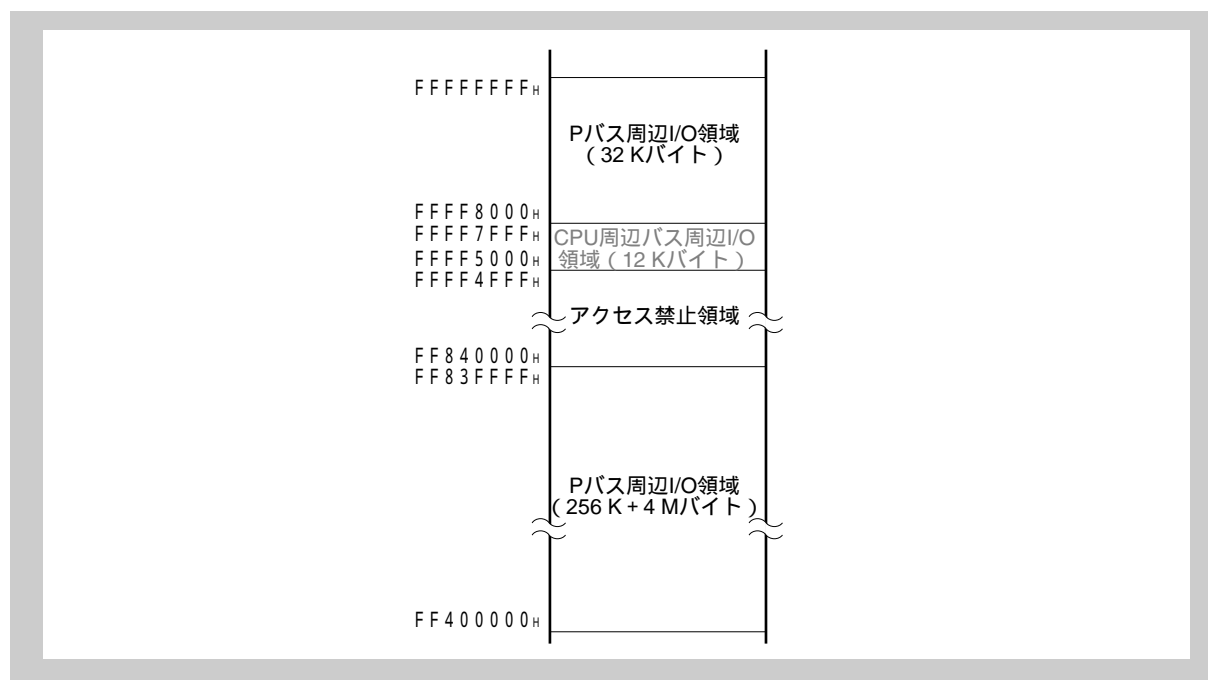 FFFFFFFFH
Pバス周辺I/O領域
(32 Kバイト)
FFFF8000H
FFFF7FFFH
CPU周辺バス周辺I/O
FFFF5000H
領域(12 Kバイト)
FFFF4FFFH
アクセス禁止領域
FF840000H
FF83FFFFH
Pバス周辺I/O領域
(256 K + 4 Mバイト)
FF400000H